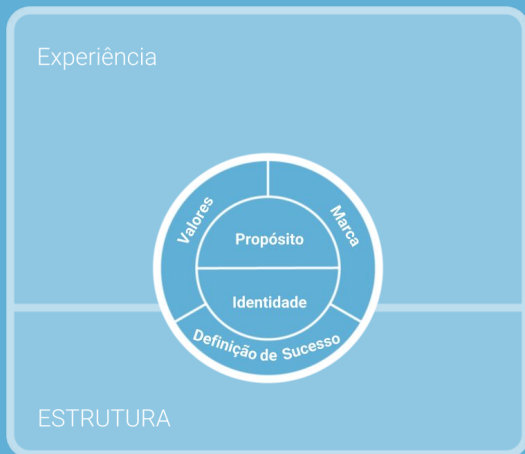 Experiência
Valores
Marca
Propósito
Identidade
Definição de Sucesso
ESTRUTURA